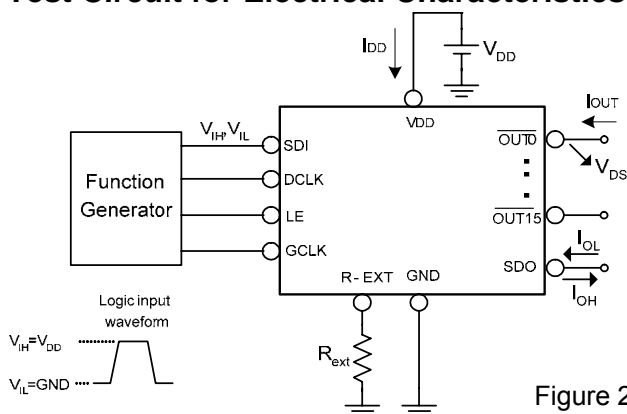 Test Circuit for Electrical Characteristics
IDD
VDD
IOUT
VDD
VIH,VIL
SDI
OUT0
VDS
DCLK
Function
Generator
LE
OUT15
GCLK
IOL
SDO
IOH
R-EXT GND
Logic input
waveform
VIH=VDD
Rext
VIL=GND
Figure 2